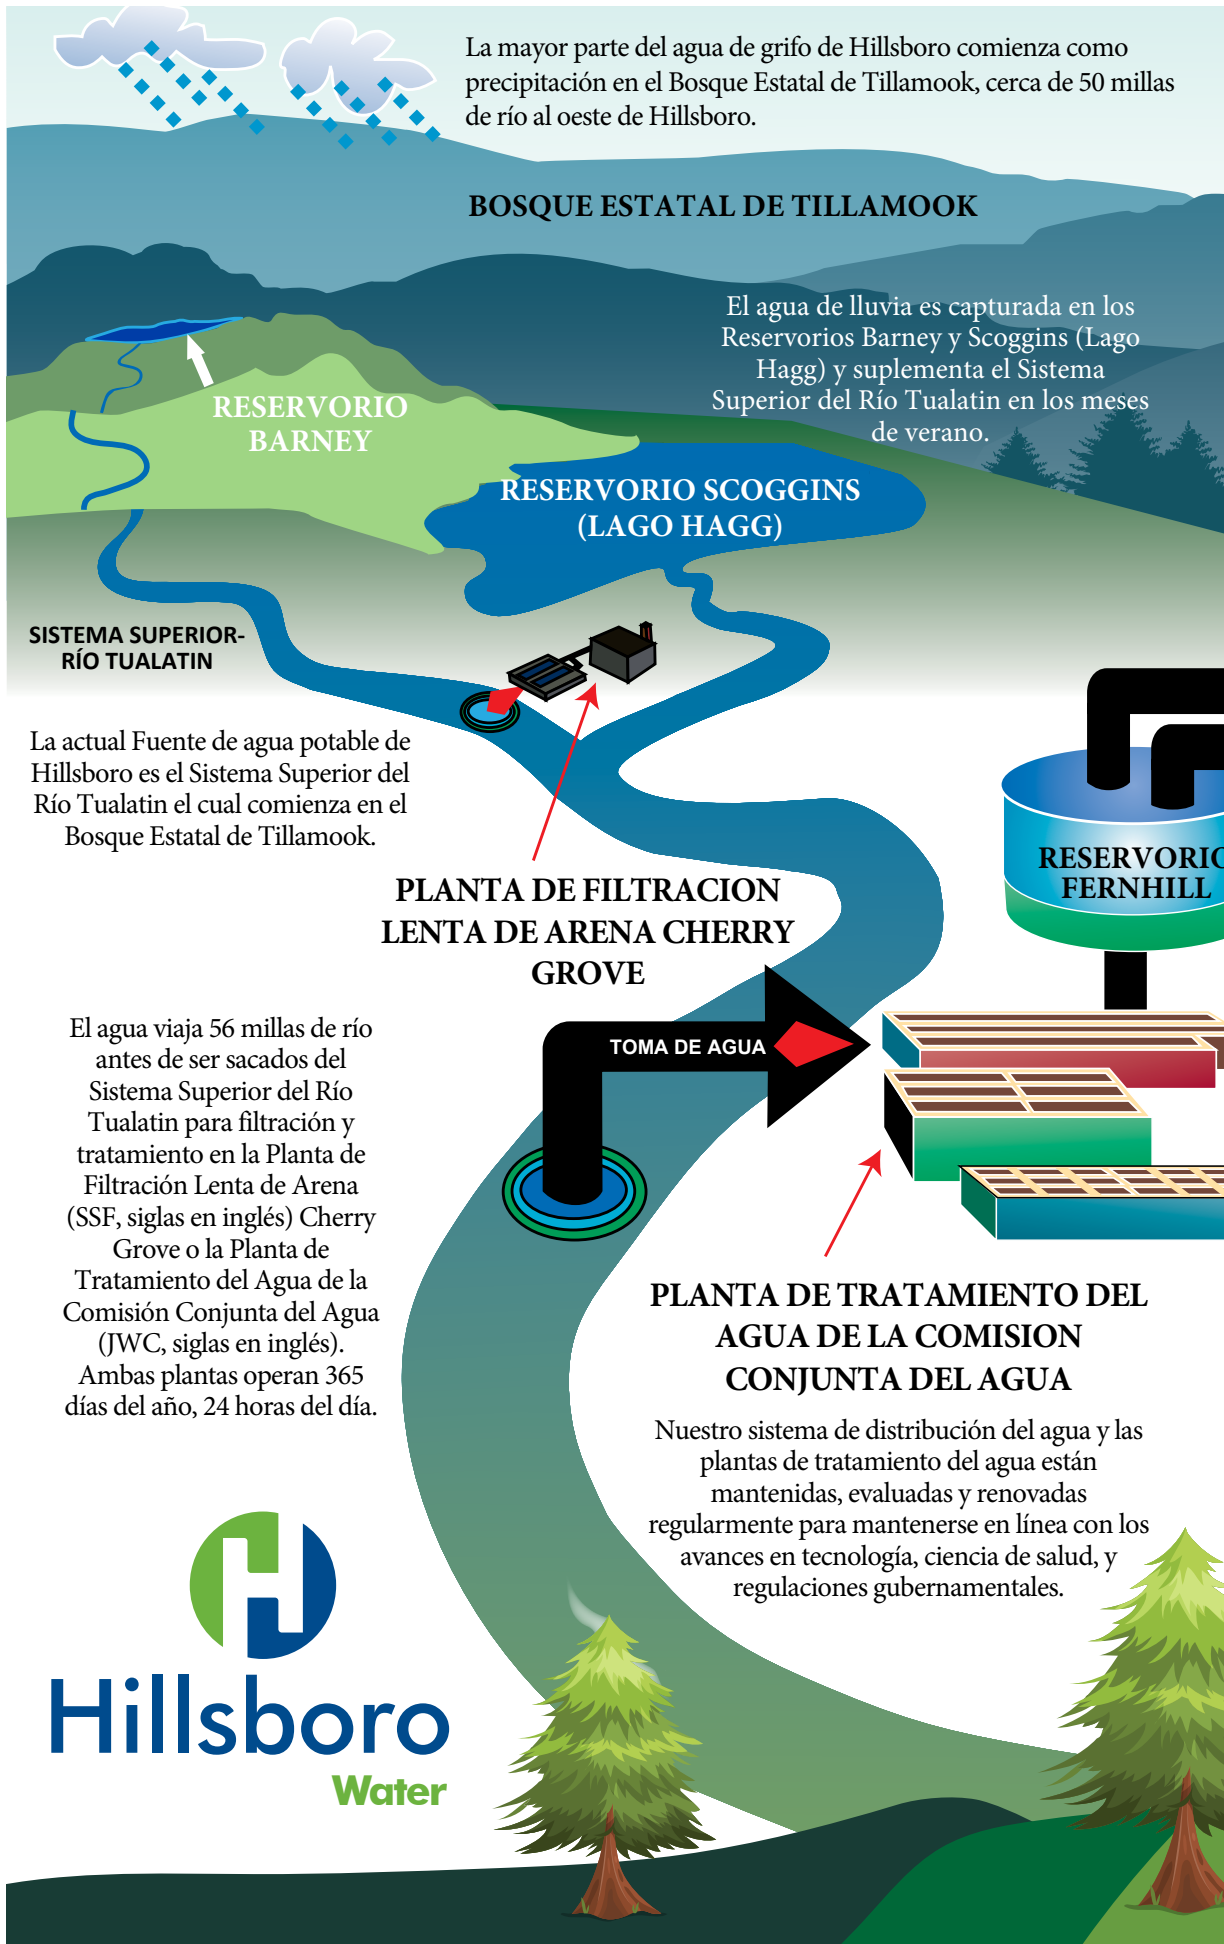 La mayor parte del agua de grifo de Hillsboro comienza como
precipitación en el Bosque Estatal de Tillamook, cerca de 50 millas
de río al oeste de Hillsboro.
BOSQUE ESTATAL DE TILLAMOOK
El agua de lluvia es capturada en los
Reservorios Barney y Scoggins (Lago
Hagg) y suplementa el Sistema
Superior del Río Tualatin en los meses
de verano.
RESERVORIO
BARNEY
RESERVORIO SCOGGINS
(LAGO HAGG)
SISTEMA SUPERIOR-
RÍO TUALATIN
La actual Fuente de agua potable de
Hillsboro es el Sistema Superior del
Río Tualatin el cual comienza en el
Bosque Estatal de Tillamook.
RESERVORIO
FERNHILL
PLANTA DE FILTRACION
LENTA DE ARENA CHERRY
GROVE
El agua viaja 56 millas de río
antes de ser sacados del
Sistema Superior del Río
Tualatin para filtración y
tratamiento en la Planta de
Filtración Lenta de Arena
(SSF, siglas en inglés) Cherry
Grove o la Planta de
Tratamiento del Agua de la
Comisión Conjunta del Agua
(JWC, siglas en inglés).
Ambas plantas operan 365
días del año, 24 horas del día.
TOMA DE AGUA
PLANTA DE TRATAMIENTO DEL
AGUA DE LA COMISION
CONJUNTA DEL AGUA
Nuestro sistema de distribución del agua y las
plantas de tratamiento del agua están
mantenidas, evaluadas y renovadas
regularmente para mantenerse en línea con los
avances en tecnología, ciencia de salud, y
regulaciones gubernamentales.
Hillsboro
Water